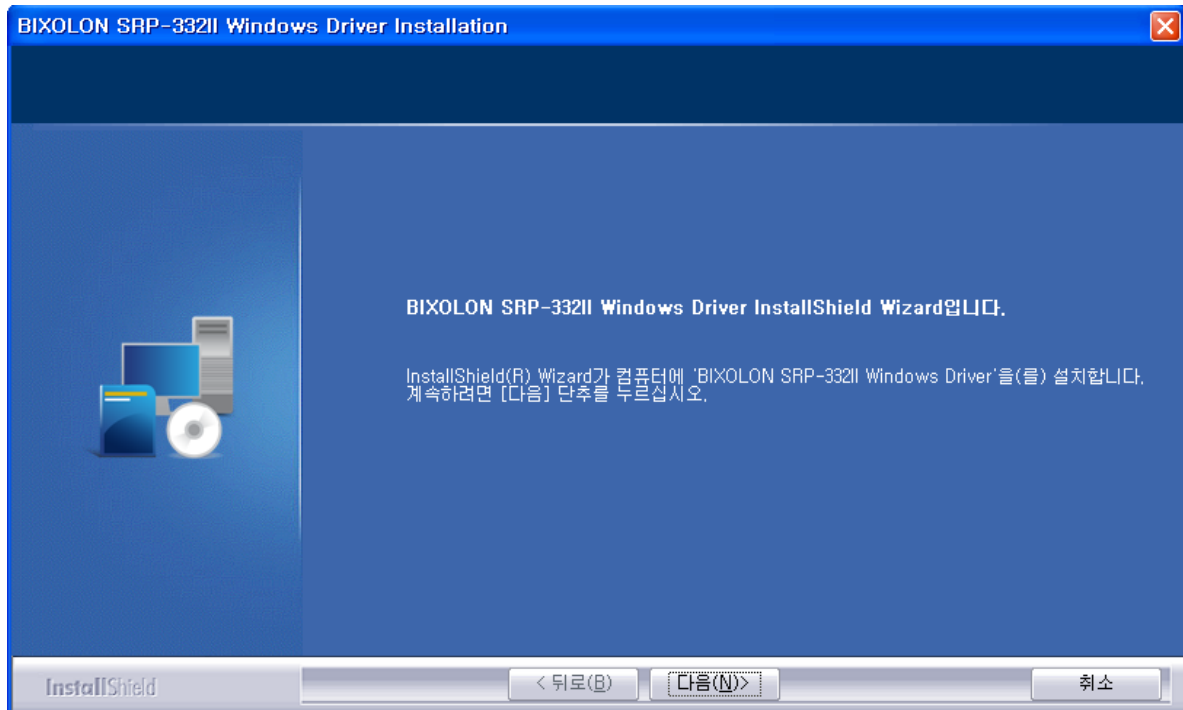 BIXOLON SRP-332II Windows Driver Installation
BIXOLON SRP-332II Windows Driver InstallShield Wizard입니다.
InstallShield(R) Wizard가 컴퓨터에 'BIXOLON SRP-332II Windows Driver'을(를) 설치합니다.
계속하려면 [다음] 단추를 누르십시오.
InstallShield
< 뒤로(B)
다음(N)>
취소